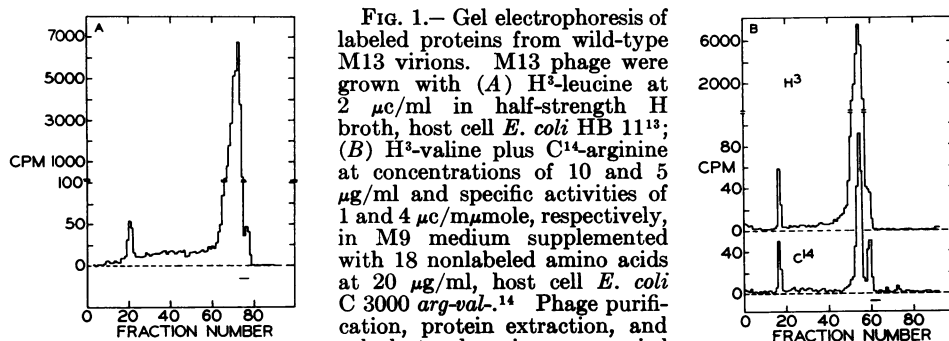 A
7000
5000
3000
CPM 1000
100
50
0
0 20 40 60 80
FRACTION NUMBER
FIG. 1.— Gel electrophoresis of
labeled proteins from wild-type
M13 virions. M13 phage were
grown with (A) H³-leucine at
2 μc/ml in half-strength H
broth, host cell E. coli HB 11¹³;
(B) H³-valine plus C¹⁴-arginine
at concentrations of 10 and 5
μg/ml and specific activities of
1 and 4 μc/mμmole, respectively,
in M9 medium supplemented
with 18 nonlabeled amino acids
at 20 μg/ml, host cell E. coli
C 3000 arg-val-.¹⁴ Phage purifi-
cation, protein extraction, and
B
6000
H³
2000
CPM
80
40
0
C¹⁴
40
0
0 20 40 60 80
FRACTION NUMBER